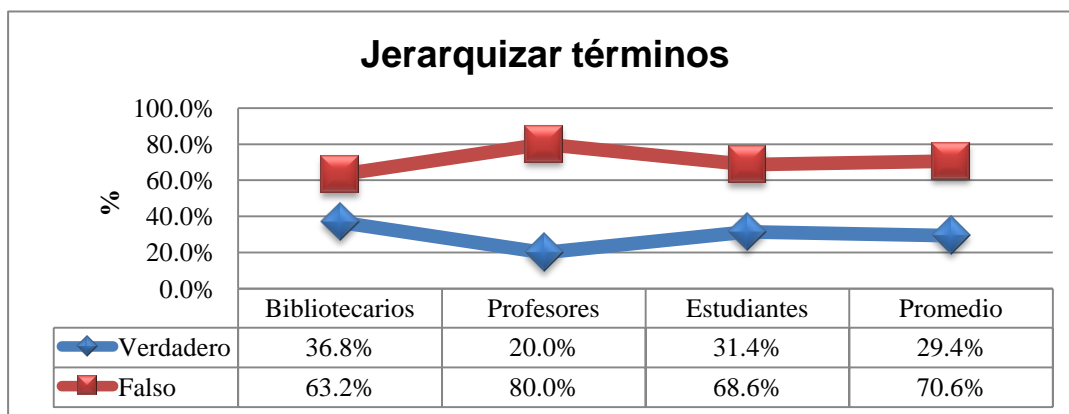 Jerarquizar términos
100.0%
80.0%
60.0%
40.0%
20.0%
0.0%
%
Bibliotecarios Profesores Estudiantes Promedio
Verdadero 36.8% 20.0% 31.4% 29.4%
Falso 63.2% 80.0% 68.6% 70.6%